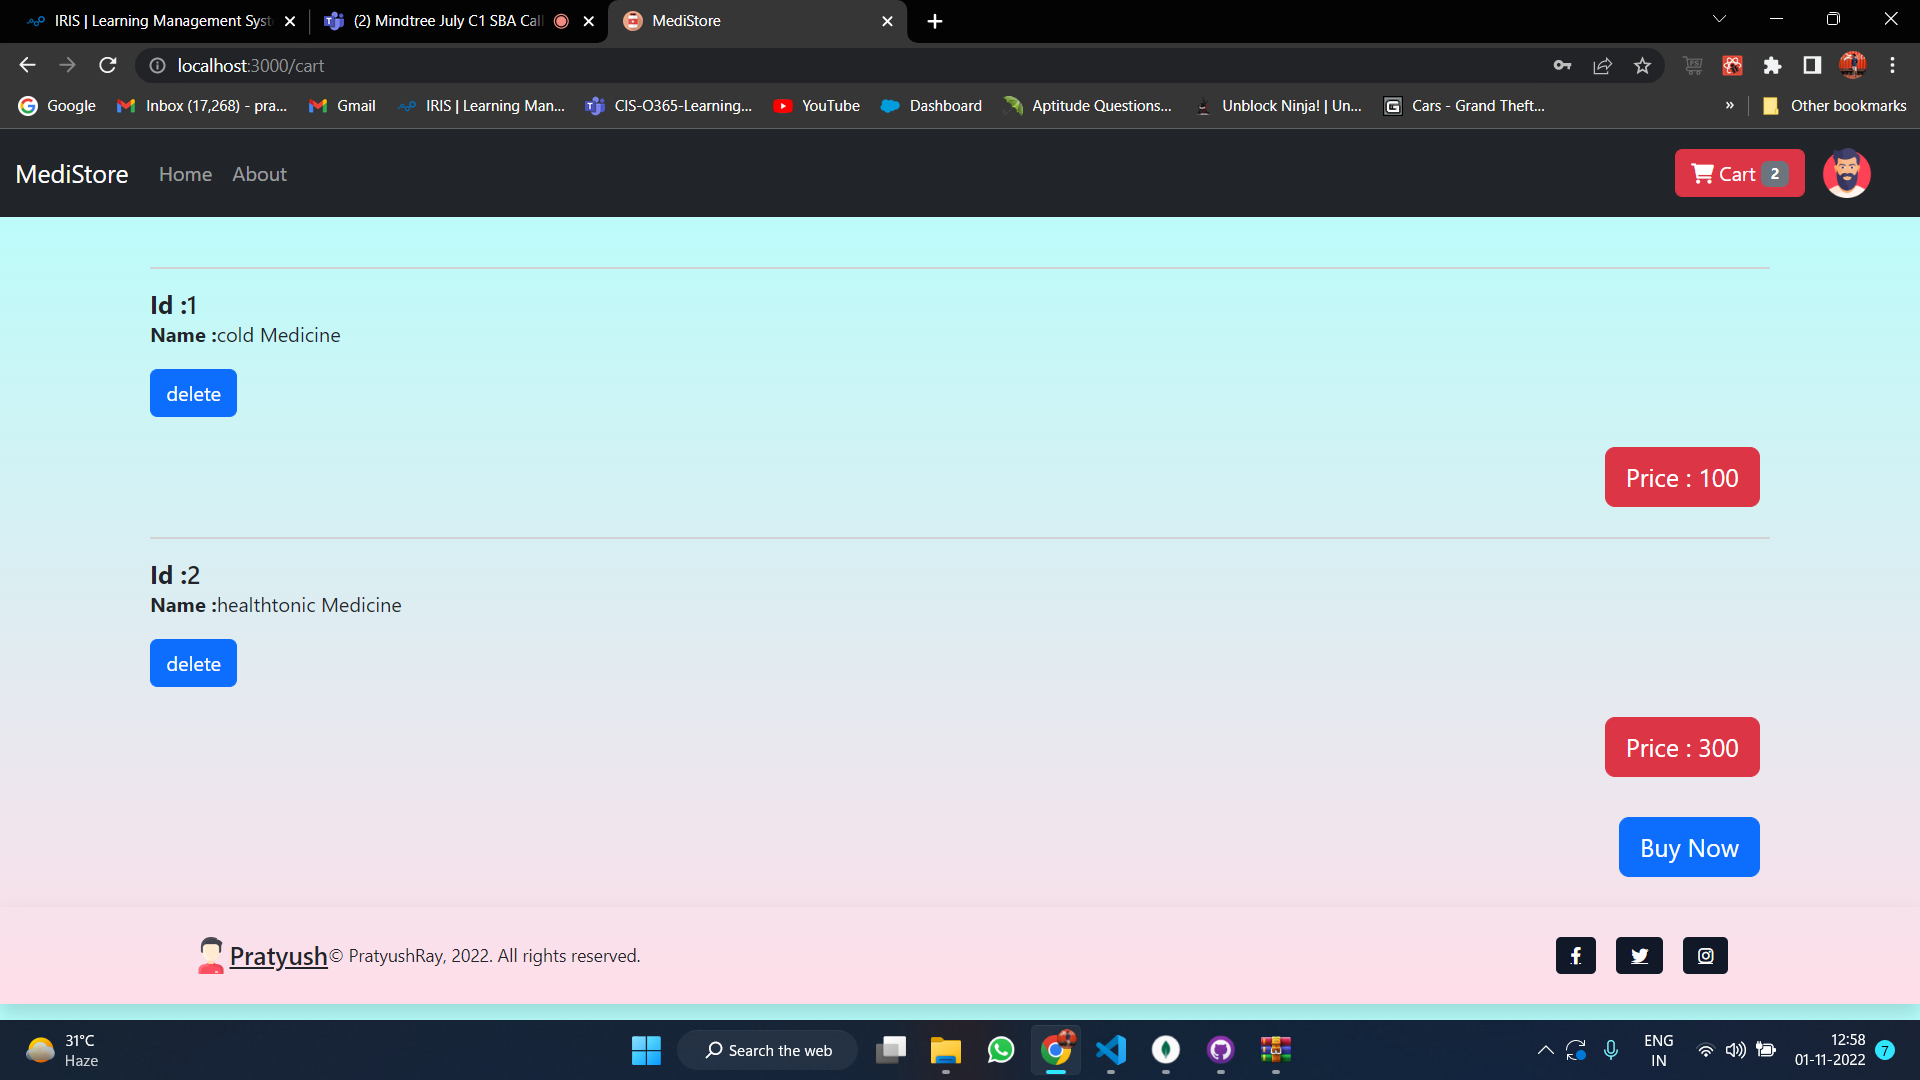 IRIS | Learning Management Syst
(2) Mindtree July C1 SBA Call
MediStore
localhost:3000/cart
Google
Inbox (17,268) - pra...
Gmail
IRIS | Learning Man...
CIS-O365-Learning...
YouTube
Dashboard
Aptitude Questions...
Unblock Ninja! | Un...
Cars - Grand Theft...
»
Other bookmarks
MediStore
Home
About
Cart 2
Id :1
Name :cold Medicine
delete
Price : 100
Id :2
Name :healthtonic Medicine
delete
Price : 300
Buy Now
Pratyush© PratyushRay, 2022. All rights reserved.
31°C
Haze
Search the web
ENG
IN
12:58
01-11-2022
7